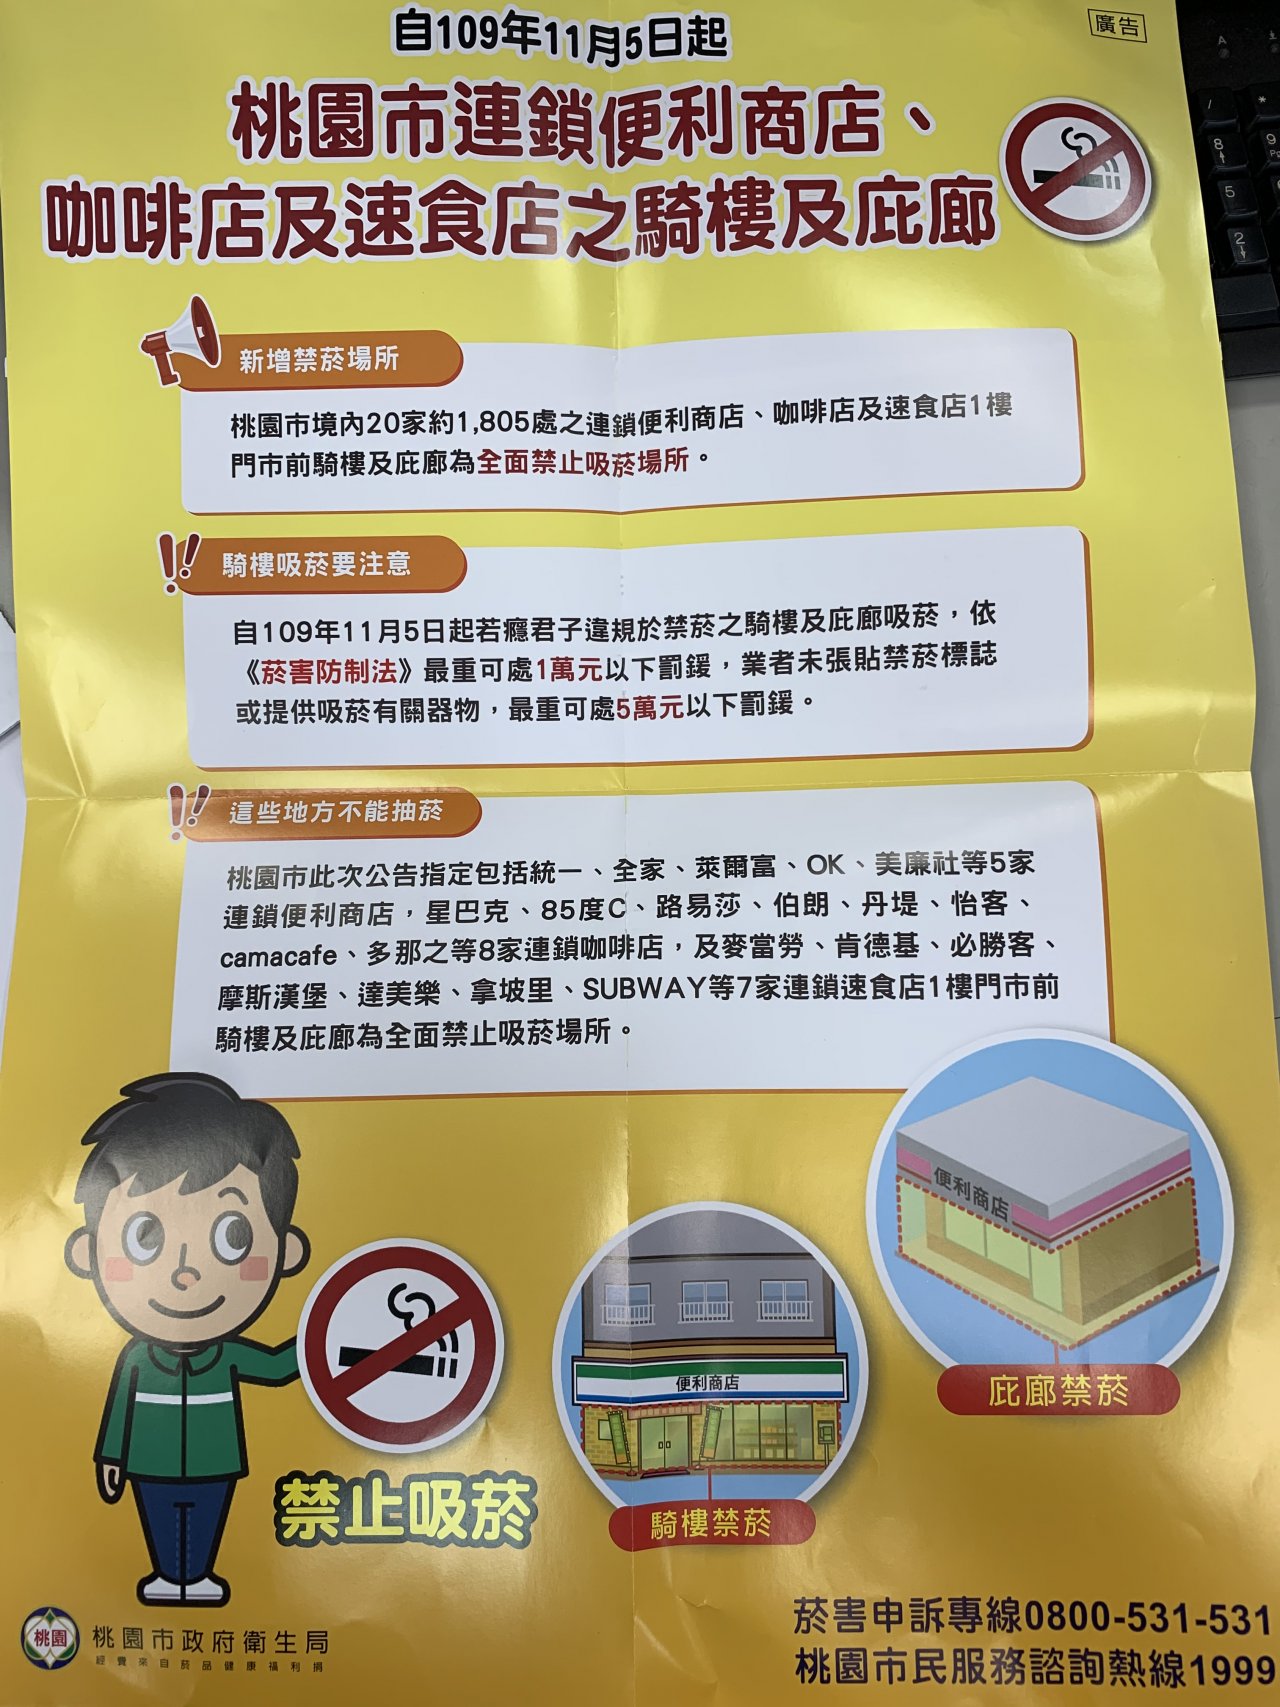 自109年11月5日起
廣告
桃園市連鎖便利商店、
咖啡店及速食店之騎樓及庇廊
新增禁菸場所
桃園市境內20家約1,805處之連鎖便利商店、咖啡店及速食店1樓
門市前騎樓及庇廊為全面禁止吸菸場所。
騎樓吸菸要注意
自109年11月5日起若癮君子違規於禁菸之騎樓及庇廊吸菸，依
《菸害防制法》最重可處1萬元以下罰鍰，業者未張貼禁菸標誌
或提供吸菸有關器物，最重可處5萬元以下罰鍰。
這些地方不能抽菸
桃園市此次公告指定包括統一、全家、萊爾富、OK、美廉社等5家
連鎖便利商店，星巴克、85度C、路易莎、伯朗、丹堤、怡客、
camacafe、多那之等8家連鎖咖啡店，及麥當勞、肯德基、必勝客、
摩斯漢堡、達美樂、拿坡里、SUBWAY等7家連鎖速食店1樓門市前
騎樓及庇廊為全面禁止吸菸場所。
便利商店
庇廊禁菸
便利商店
騎樓禁菸
禁止吸菸
桃園
桃園市政府衛生局
經費來自菸品健康福利捐
菸害申訴專線0800-531-531
桃園市民服務諮詢熱線1999
A
/
*
8
9
5
2